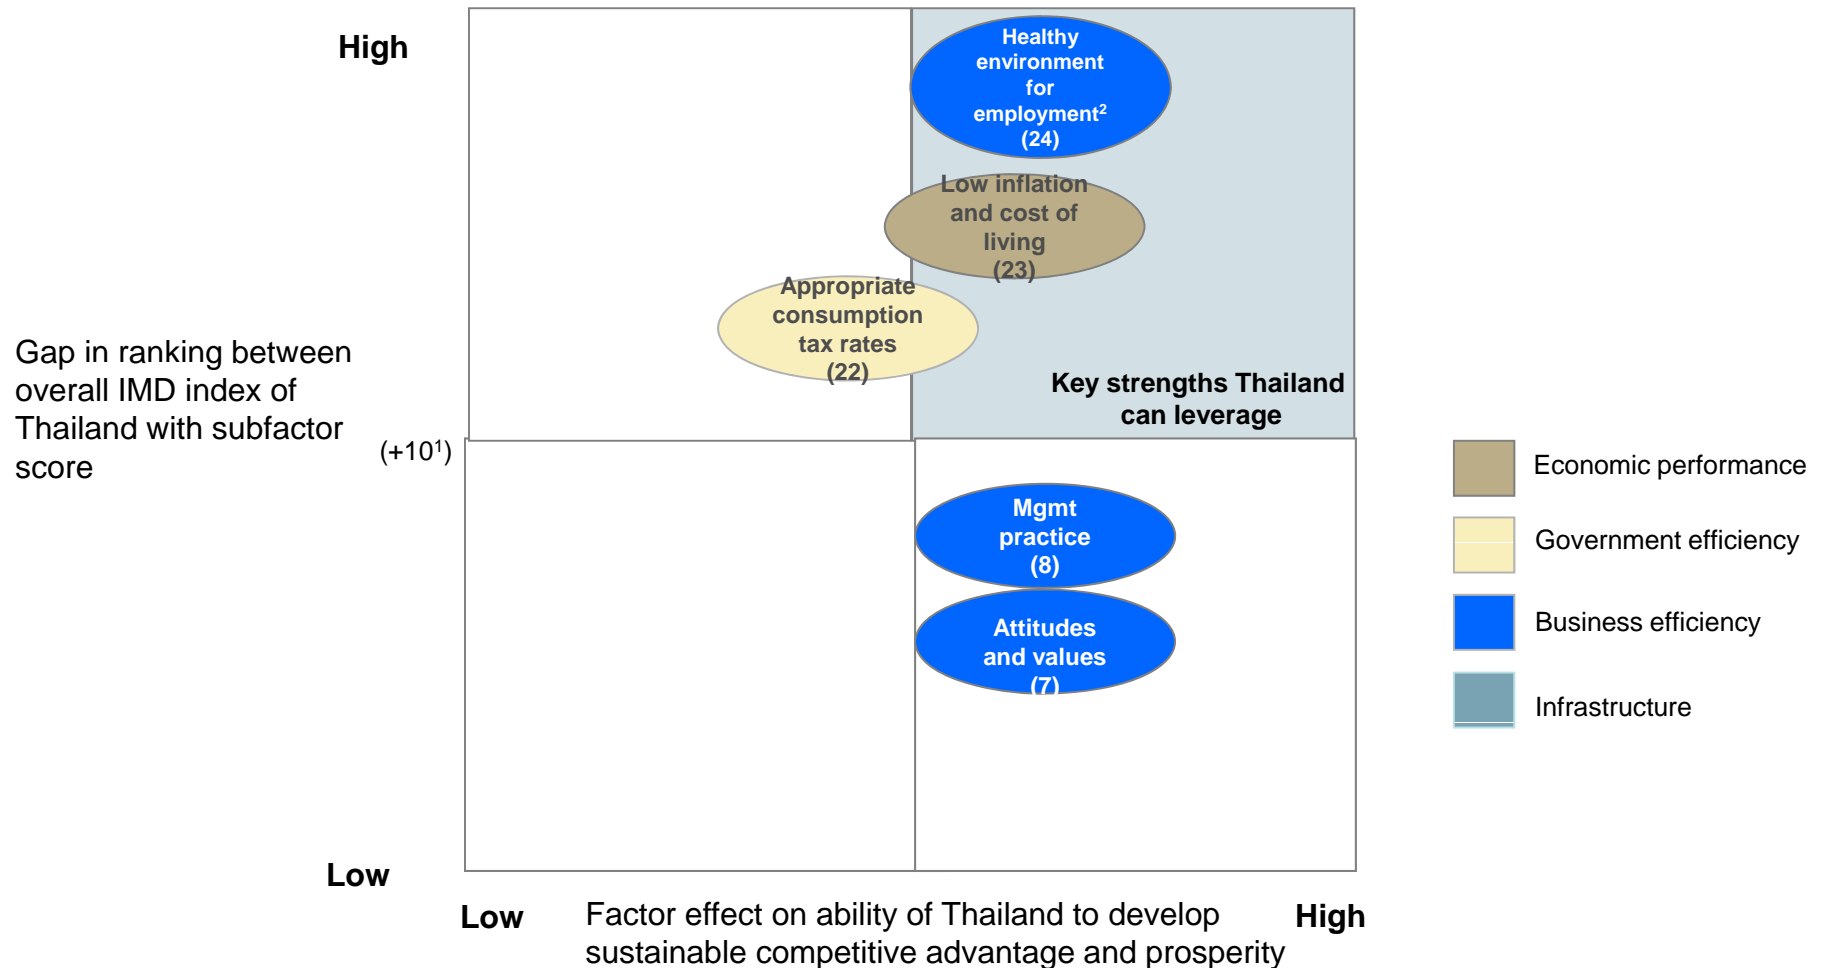 High
Healthy
environment
for
employment²
(24)
Low inflation
and cost of
living
(23)
Appropriate
consumption
tax rates
(22)
Gap in ranking between
overall IMD index of
Thailand with subfactor
score
(+10¹)
Key strengths Thailand
can leverage
Mgmt
practice
(8)
Attitudes
and values
(7)
Economic performance
Government efficiency
Business efficiency
Infrastructure
Low
Low
Factor effect on ability of Thailand to develop
sustainable competitive advantage and prosperity
High